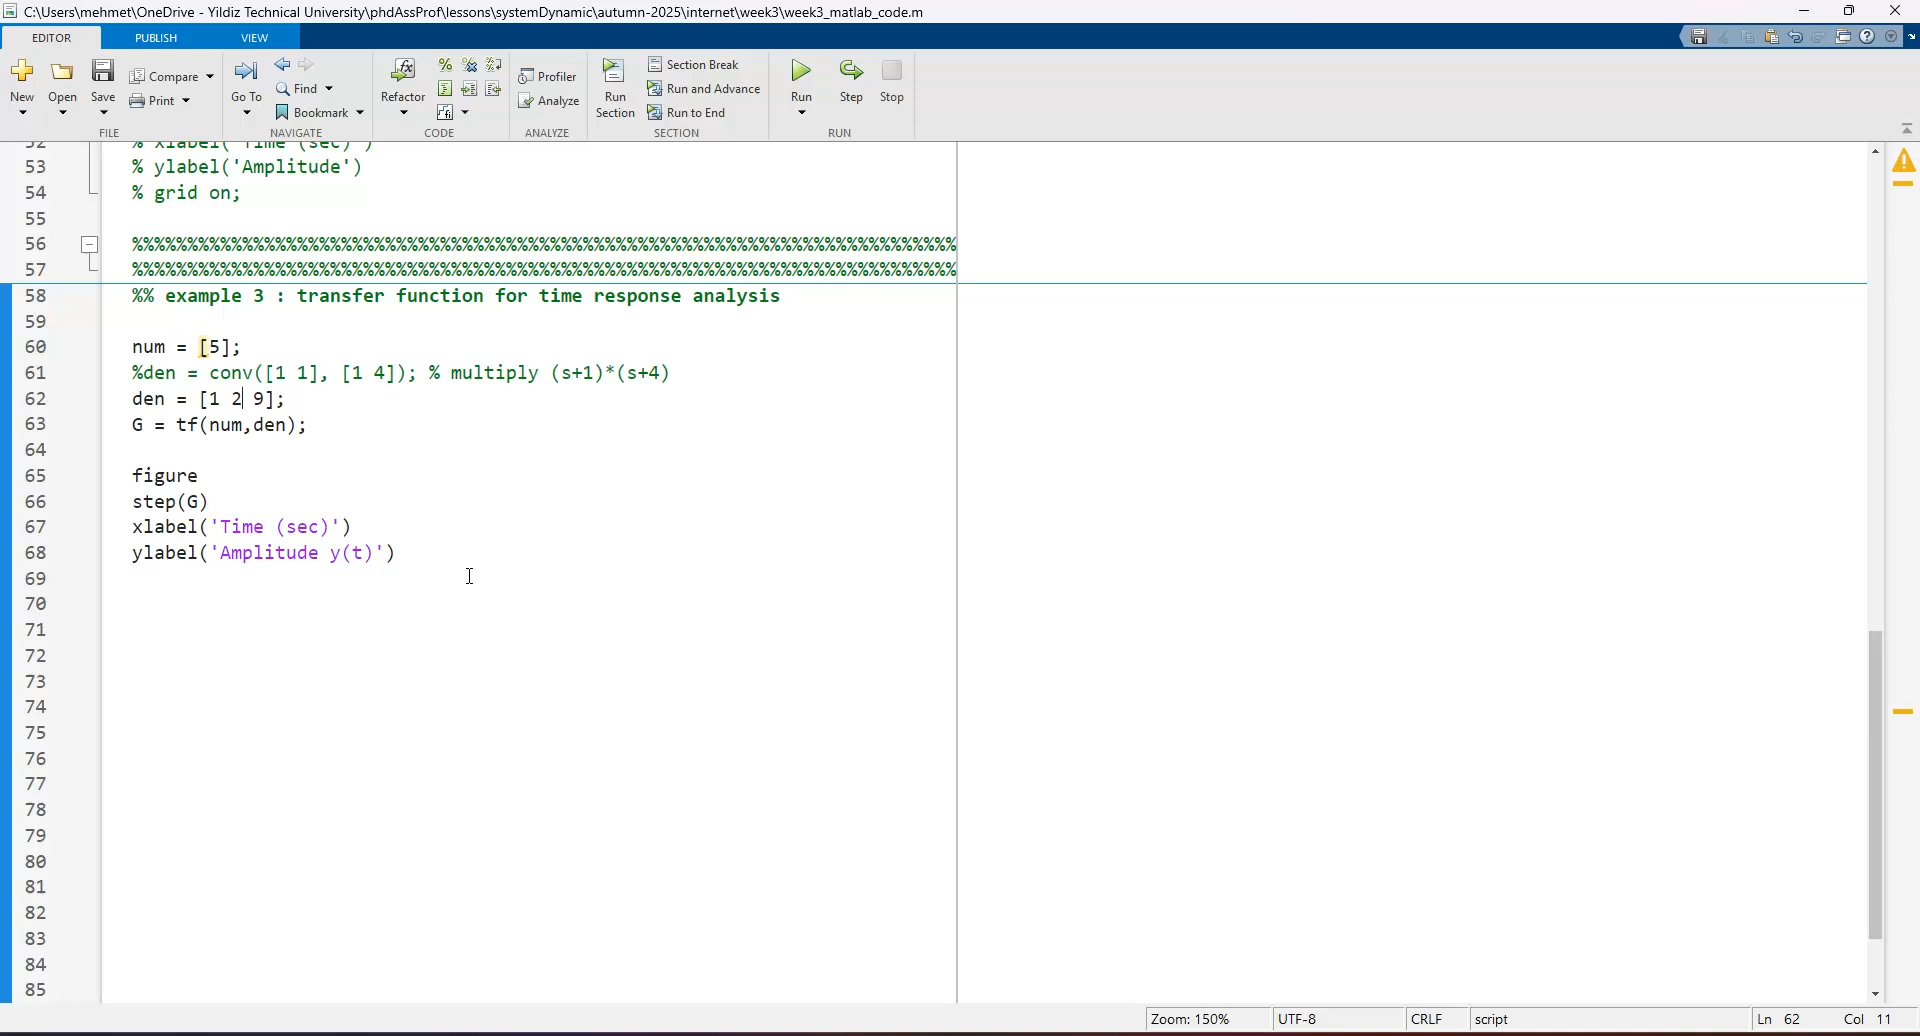 C:\Users\mehmet\OneDrive - Yildiz Technical University\phdAssProf\lessons\systemDynamic\autumn-2025\internet\week3\week3_matlab_code.m
EDITOR PUBLISH VIEW
New Open Save Compare Print
FILE
Go To Find Bookmark
NAVIGATE
Refactor
CODE
Profiler
Analyze
ANALYZE
Run Section
Section Break
Run and Advance
Run to End
SECTION
Run Step Stop
RUN
52 % xlabel('Time (sec)')
53 % ylabel('Amplitude')
54 % grid on;
55
56 %%%%%%%%%%%%%%%%%%%%%%%%%%%%%%%%%%%%%%%%%%%%%%%%%%%%%%%%%%%%%%%%%%%%%%%%%%%
57 %%%%%%%%%%%%%%%%%%%%%%%%%%%%%%%%%%%%%%%%%%%%%%%%%%%%%%%%%%%%%%%%%%%%%%%%%%%
58 %% example 3 : transfer function for time response analysis
59
60 num = [5];
61 %den = conv([1 1], [1 4]); % multiply (s+1)*(s+4)
62 den = [1 2 9];
63 G = tf(num,den);
64
65 figure
66 step(G)
67 xlabel('Time (sec)')
68 ylabel('Amplitude y(t)')
69
70
71
72
73
74
75
76
77
78
79
80
81
82
83
84
85
Zoom: 150% UTF-8 CRLF script Ln 62 Col 11